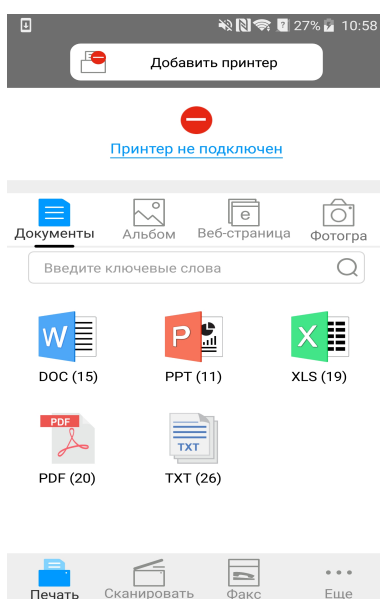 27% 10:58
Добавить принтер
Принтер не подключен
Документы Альбом Веб-страница Фотогра
Введите ключевые слова
DOC (15) PPT (11) XLS (19)
PDF
TXT
PDF (20) TXT (26)
Печать Сканировать Факс Еще